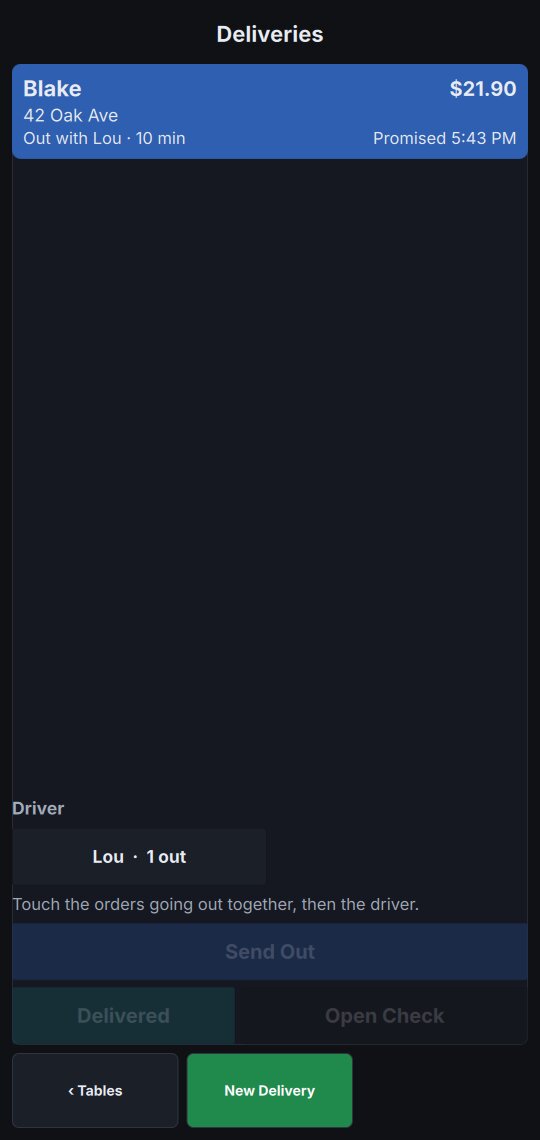 Deliveries
Blake $21.90
42 Oak Ave
Out with Lou · 10 min Promised 5:43 PM
Driver
Lou · 1 out
Touch the orders going out together, then the driver.
Send Out
Delivered Open Check
‹ Tables New Delivery